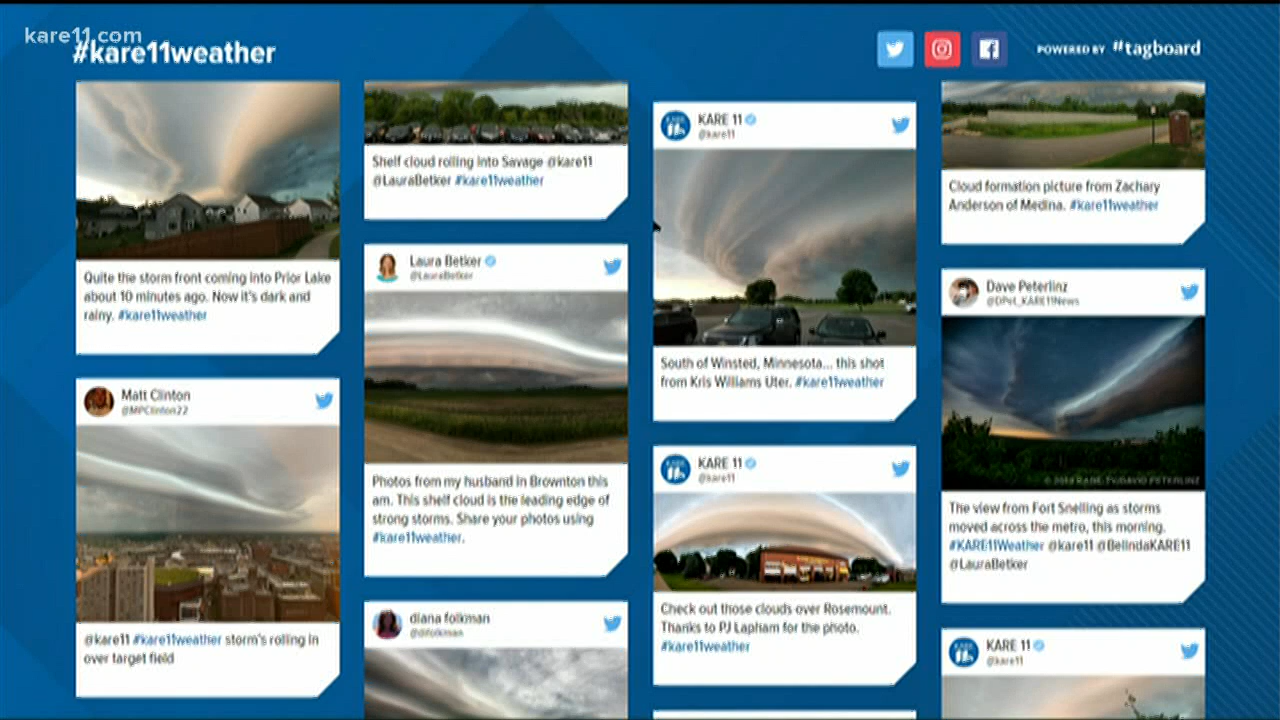 kare11.com
#kare11weather
POWERED BY #tagboard
Quite the storm front coming into Prior Lake
about 10 minutes ago. Now it's dark and
rainy. #kare11weather
Matt Clinton
@MPClinton22
@kare11 #kare11weather storm's rolling in
over target field
Shelf cloud rolling into Savage @kare11
@LauraBetker #kare11weather
Laura Betker
@LauraBetker
Photos from my husband in Brownton this
am. This shelf cloud is the leading edge of
strong storms. Share your photos using
#kare11weather.
diana folkman
@difolkman
KARE 11
@kare11
South of Winsted, Minnesota... this shot
from Kris Williams Uter. #kare11weather
KARE 11
@kare11
Check out those clouds over Rosemount.
Thanks to PJ Lapham for the photo.
#kare11weather
Cloud formation picture from Zachary
Anderson of Medina. #kare11weather
Dave Peterlinz
@DPet_KARE11News
DAVID PETERLINZ
The view from Fort Snelling as storms
moved across the metro, this morning.
#KARE11Weather @kare11 @BelindaKARE11
@LauraBetker
KARE 11
@kare11